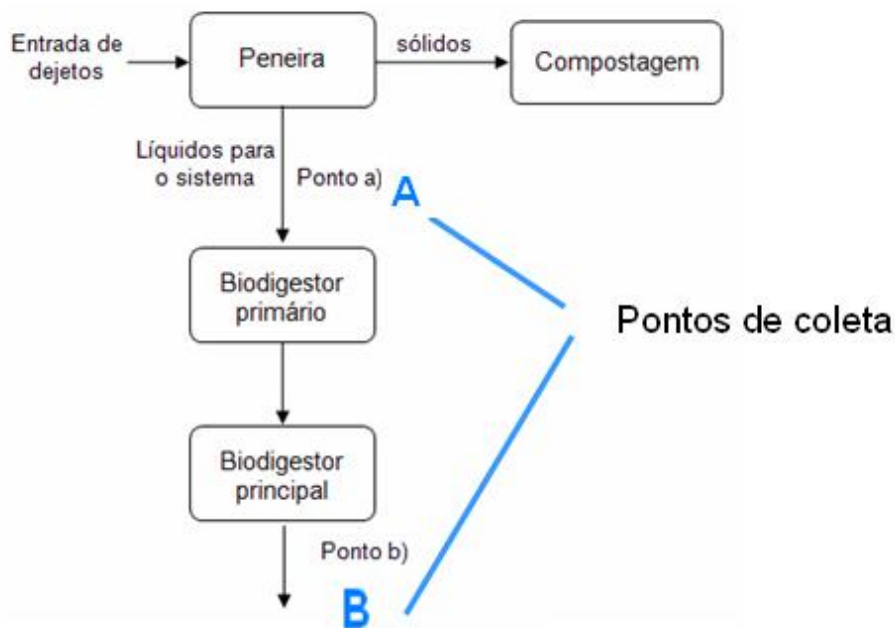 Entrada de
dejetos
Peneira
sólidos
Compostagem
Líquidos para
o sistema
Ponto a)
A
Biodigestor
primário
Pontos de coleta
Biodigestor
principal
Ponto b)
B